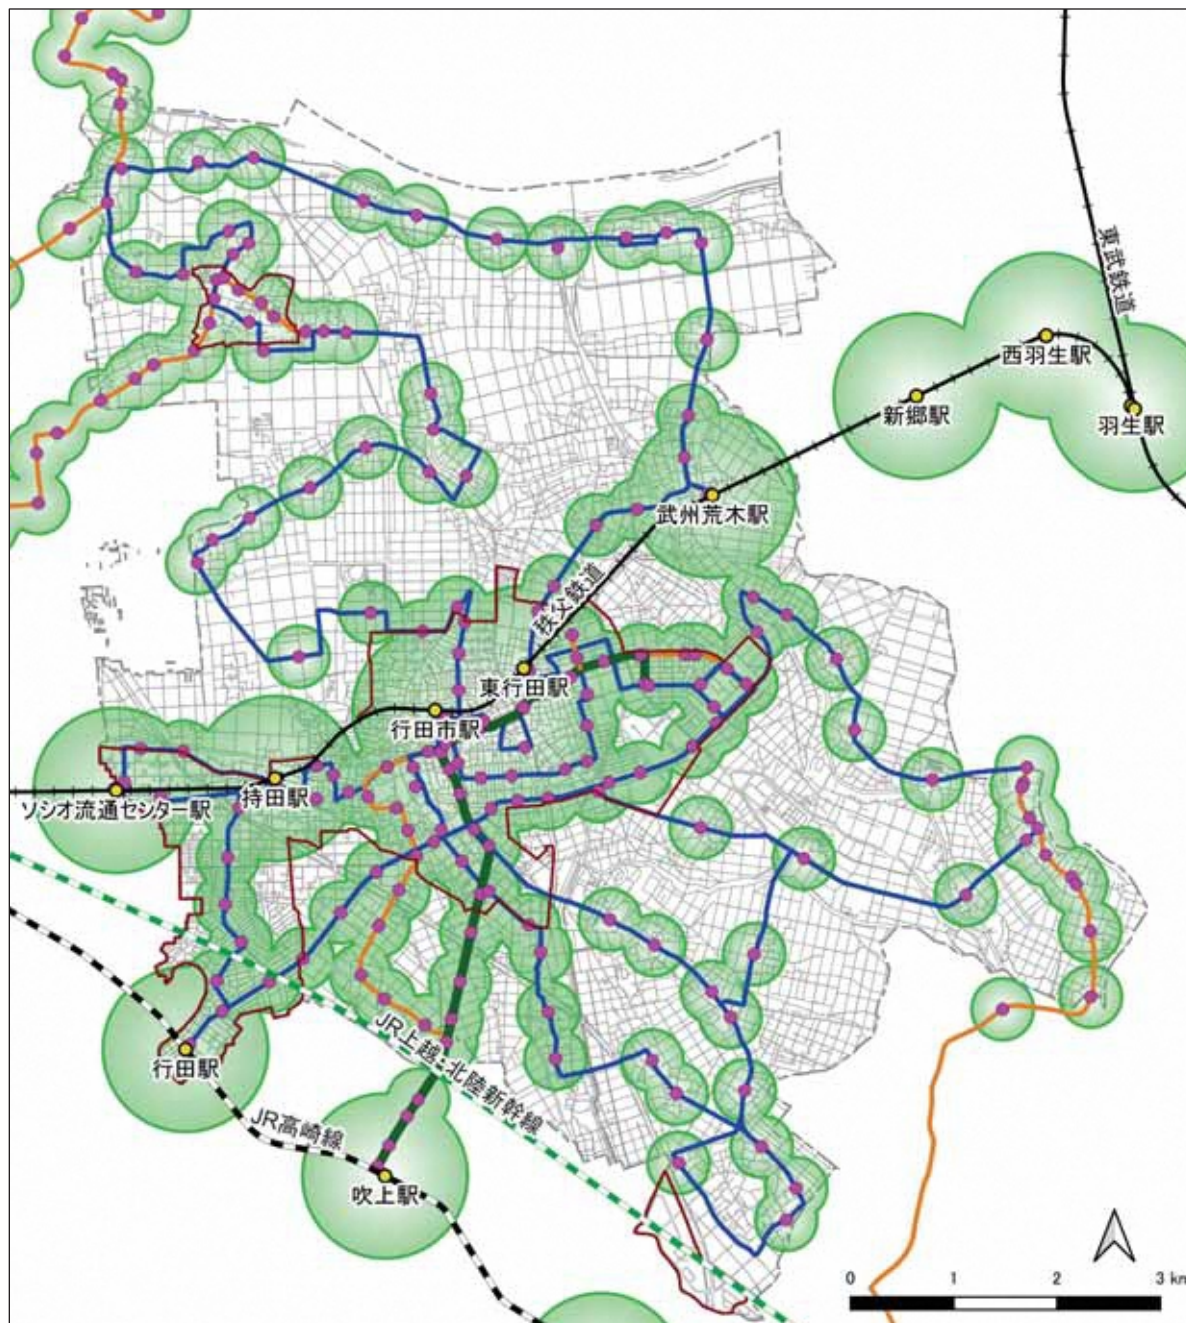 東武鉄道
西羽生駅
新郷駅
羽生駅
武州荒木駅
秩父鉄道
東行田駅
行田市駅
持田駅
ソシオ流通センター駅
行田駅
JR上越・北陸新幹線
JR高崎線
吹上駅
0 1 2 3 km